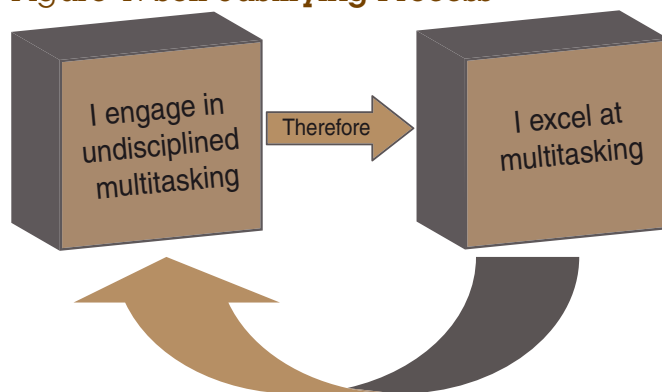 I engage in
undisciplined
multitasking
Therefore
I excel at
multitasking